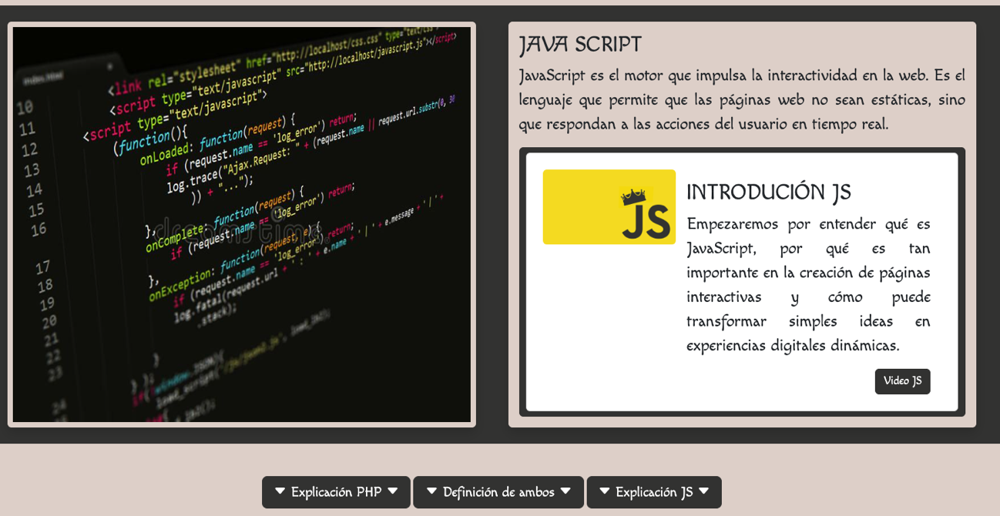 index.html
<link rel="stylesheet" href="http://localhost/css.css" type="text/css"
<script type="text/javascript" src="http://localhost/javascript.js"></script>
10 <script type="text/javascript">
11 (function(){
12 onLoaded: function(request) {
13 if (request.name == 'log_error') return;
14 log.trace("Ajax.Request: " + (request.name || request.url.substr(0, 30
15 )) + "...");
16 },
onComplete: function(request) {
17 if (request.name == 'log_error') return;
18 },
19 onException: function(request, e) {
20 if (request.name == 'log_error') return;
21 log.fatal(request.url + ' : ' + e.name + ' | ' + e.message + ' | ' +
22 .stack);
23 }
24 } );
dreamstime
JAVA SCRIPT
JavaScript es el motor que impulsa la interactividad en la web. Es el
lenguaje que permite que las páginas web no sean estáticas, sino
que respondan a las acciones del usuario en tiempo real.
JS
INTRODUCIÓN JS
Empezaremos por entender qué es
JavaScript, por qué es tan
importante en la creación de páginas
interactivas y cómo puede
transformar simples ideas en
experiencias digitales dinámicas.
Video JS
Explicación PHP
Definición de ambos
Explicación JS